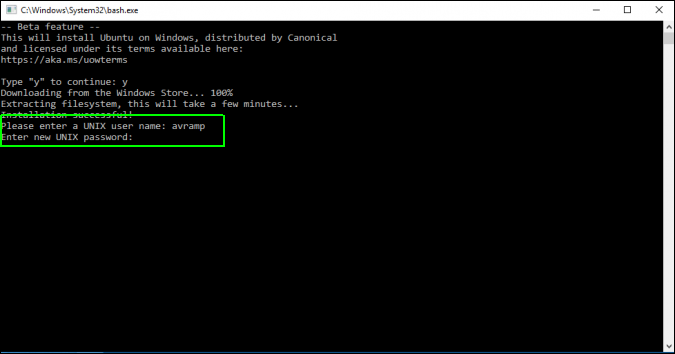 C:\Windows\System32\bash.exe
-- Beta feature --
This will install Ubuntu on Windows, distributed by Canonical
and licensed under its terms available here:
https://aka.ms/uowterms
Type "y" to continue: y
Downloading from the Windows Store... 100%
Extracting filesystem, this will take a few minutes...
Installation successful!
Please enter a UNIX user name: avramp
Enter new UNIX password: